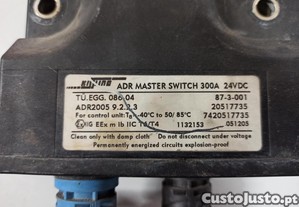 ADR MASTER SWITCH 300A 24VDC
TÜ.EGG. 086 04 87-3-001
ADR2005 9.2.2.3 20517735
For control unit: -40°C to 50/ 85°C 7420517735
EEx m Ib IIC T5/T4 1132153 051205
Clean only with damp cloth Do not disconnect under voltage
Permanently energized circuits explosion-proof
CustoJusto.pt